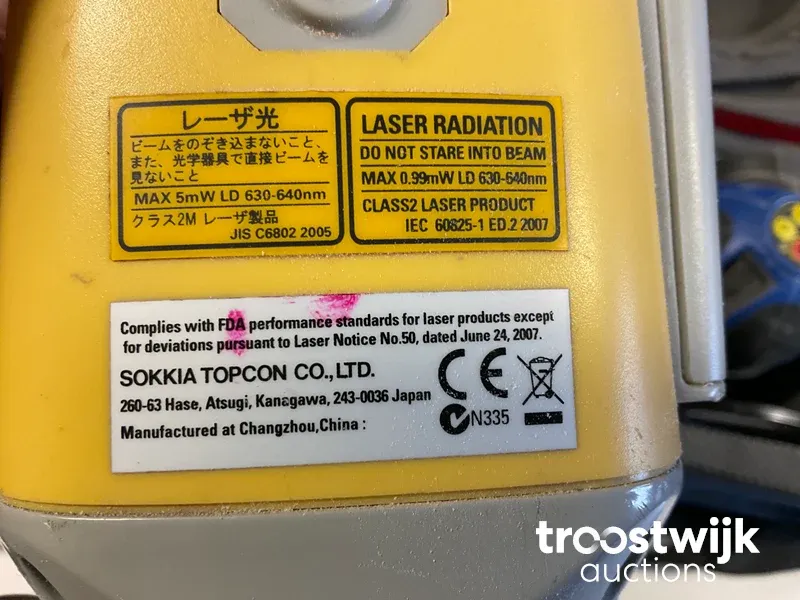 レーザ光
ビームをのぞき込まないこと、
また、光学器具で直接ビームを
見ないこと
MAX 5mW LD 630-640nm
クラス2M レーザ製品
JIS C6802 2005
LASER RADIATION
DO NOT STARE INTO BEAM
MAX 0.99mW LD 630-640nm
CLASS2 LASER PRODUCT
IEC 60825-1 ED.2 2007
Complies with FDA performance standards for laser products except
for deviations pursuant to Laser Notice No.50, dated June 24, 2007.
SOKKIA TOPCON CO.,LTD.
260-63 Hase, Atsugi, Kanagawa, 243-0036 Japan
Manufactured at Changzhou,China :
CE
N335
troostwijk
auctions